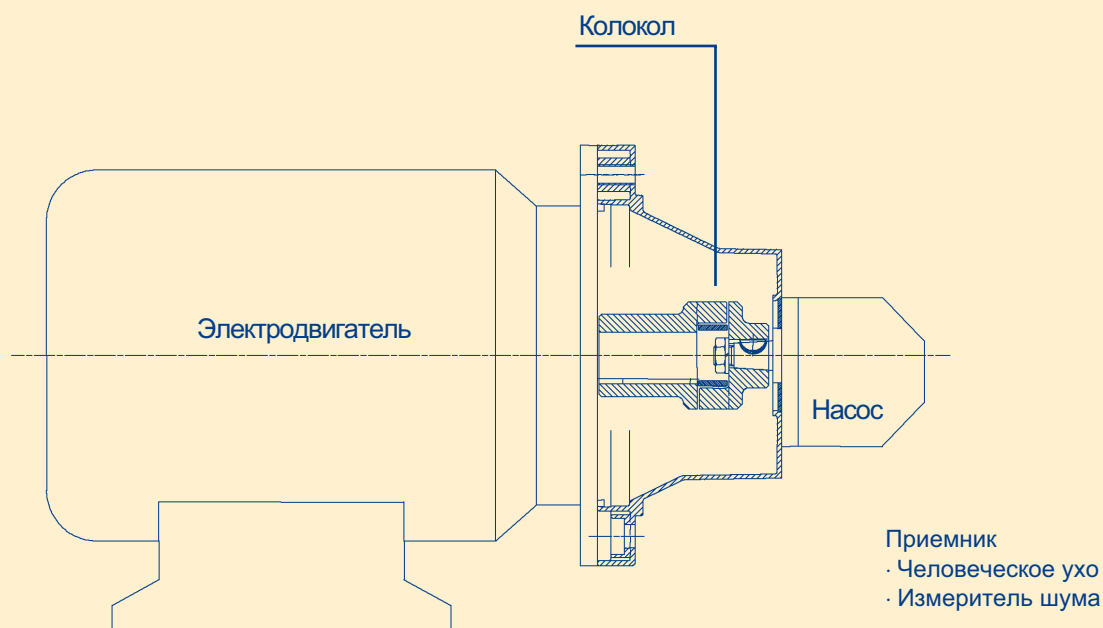 Колокол
Электродвигатель
Насос
Приемник
· Человеческое ухо
· Измеритель шума